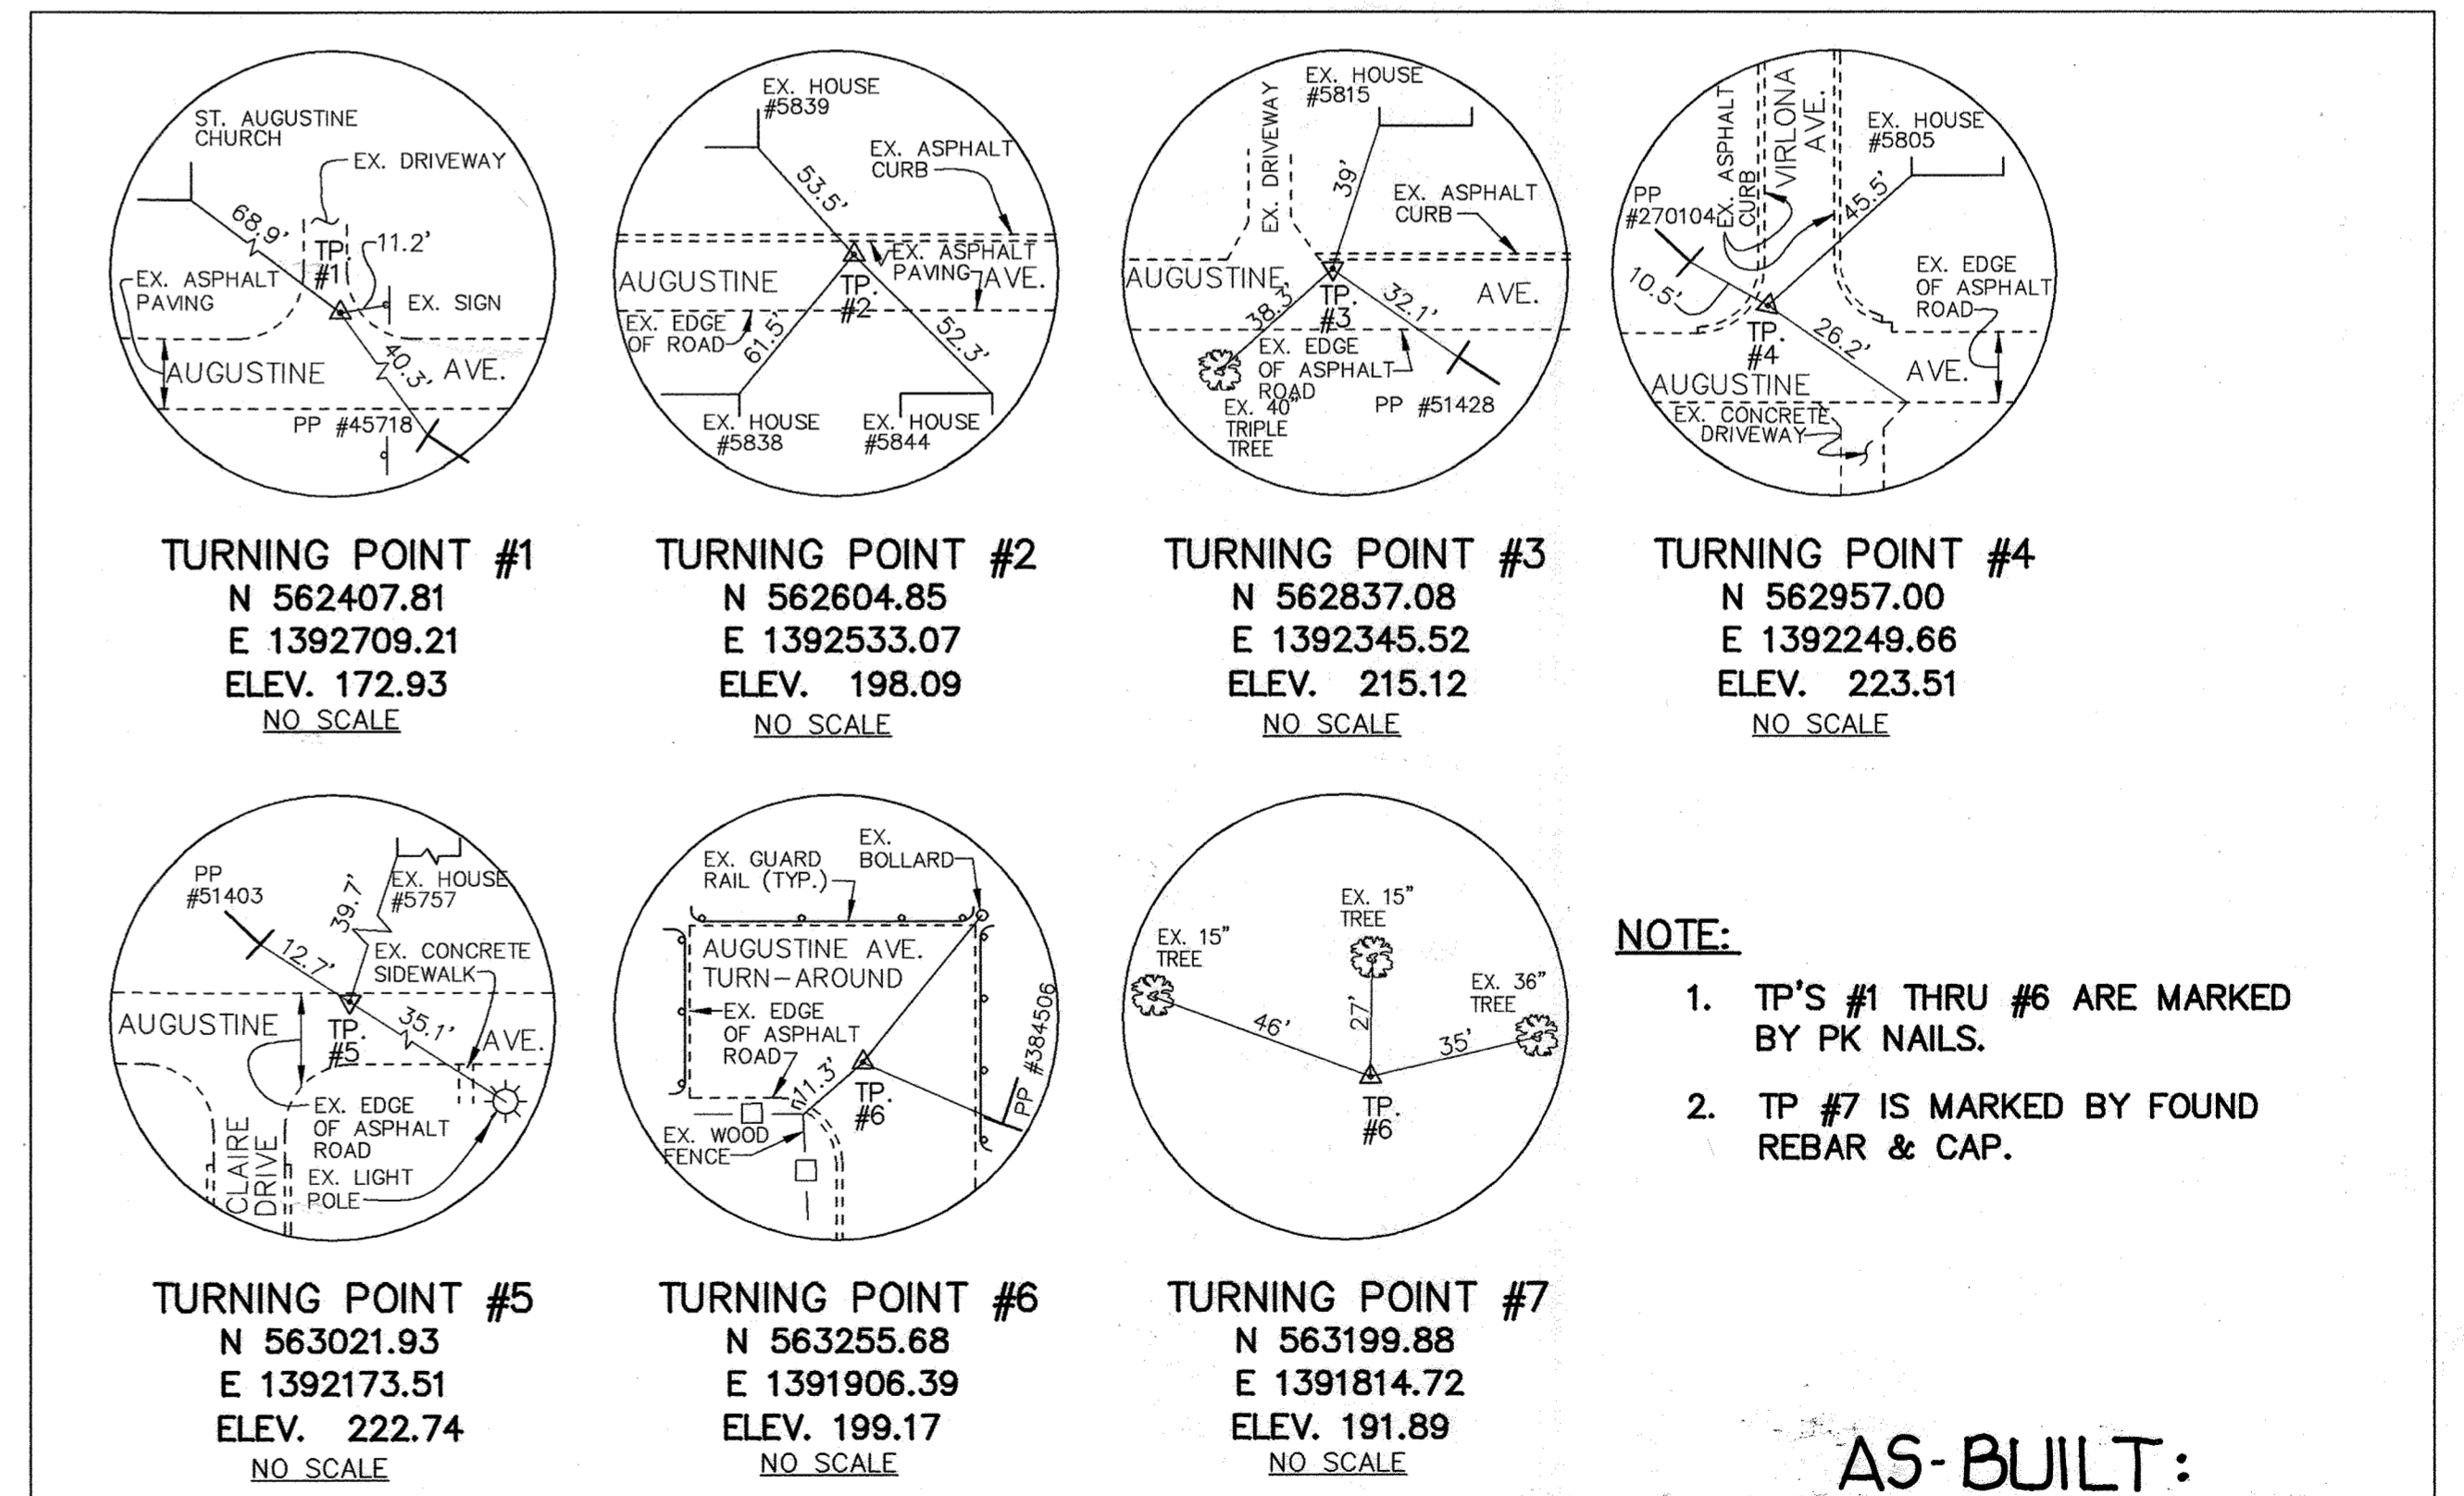 ST. AUGUSTINE
CHURCH
EX. DRIVEWAY
68.9'
TP.
#1
11.2'
EX. ASPHALT
PAVING
EX. SIGN
40.3'
AUGUSTINE AVE.
PP #45718
TURNING POINT #1
N 562407.81
E 1392709.21
ELEV. 172.93
NO SCALE
EX. HOUSE
#5839
53.5'
EX. ASPHALT
CURB
EX. ASPHALT
PAVING
AUGUSTINE AVE.
TP.
#2
EX. EDGE
OF ROAD
61.5'
52.3'
EX. HOUSE
#5838
EX. HOUSE
#5844
TURNING POINT #2
N 562604.85
E 1392533.07
ELEV. 198.09
NO SCALE
EX. HOUSE
#5815
EX. DRIVEWAY
39'
EX. ASPHALT
CURB
AUGUSTINE AVE.
38.3'
TP.
#3
32.1'
EX. EDGE
OF ASPHALT
ROAD
EX. 40"
TRIPLE
TREE
PP #51428
TURNING POINT #3
N 562837.08
E 1392345.52
ELEV. 215.12
NO SCALE
EX. ASPHALT
CURB
VIRLONA
AVE.
EX. HOUSE
#5805
PP
#270104
45.5'
10.5'
EX. EDGE
OF ASPHALT
ROAD
TP.
#4
26.2'
AUGUSTINE AVE.
EX. CONCRETE
DRIVEWAY
TURNING POINT #4
N 562957.00
E 1392249.66
ELEV. 223.51
NO SCALE
PP
#51403
39.7'
EX. HOUSE
#5757
12.7'
EX. CONCRETE
SIDEWALK
AUGUSTINE AVE.
TP.
#5
35.1'
EX. EDGE
OF ASPHALT
ROAD
CLAIRE
DRIVE
EX. LIGHT
POLE
TURNING POINT #5
N 563021.93
E 1392173.51
ELEV. 222.74
NO SCALE
EX.
BOLLARD
EX. GUARD
RAIL (TYP.)
AUGUSTINE AVE.
TURN-AROUND
EX. EDGE
OF ASPHALT
ROAD
11.3'
TP.
#6
PP #384506
EX. WOOD
FENCE
TURNING POINT #6
N 563255.68
E 1391906.39
ELEV. 199.17
NO SCALE
EX. 15"
TREE
EX. 15"
TREE
EX. 36"
TREE
46'
27'
35'
TP.
#6
TURNING POINT #7
N 563199.88
E 1391814.72
ELEV. 191.89
NO SCALE
NOTE:
1. TP'S #1 THRU #6 ARE MARKED
BY PK NAILS.
2. TP #7 IS MARKED BY FOUND
REBAR & CAP.
AS-BUILT: